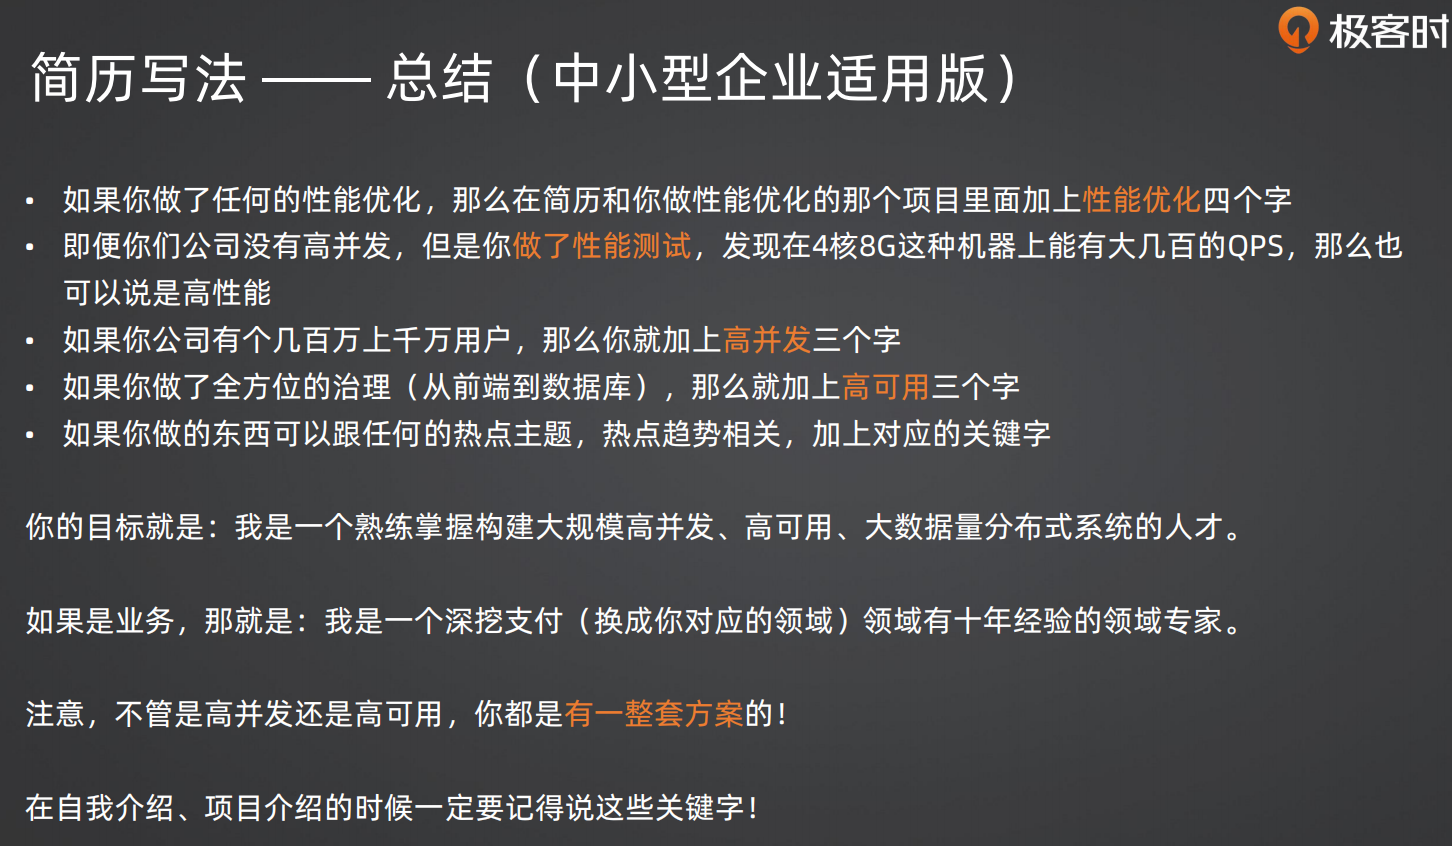 极客时
简历写法 —— 总结（中小型企业适用版）
• 如果你做了任何的性能优化，那么在简历和你做性能优化的那个项目里面加上性能优化四个字
• 即便你们公司没有高并发，但是你做了性能测试，发现在4核8G这种机器上能有大几百的QPS，那么也
可以说是高性能
• 如果你公司有个几百万上千万用户，那么你就加上高并发三个字
• 如果你做了全方位的治理（从前端到数据库），那么就加上高可用三个字
• 如果你做的东西可以跟任何的热点主题，热点趋势相关，加上对应的关键字
你的目标就是：我是一个熟练掌握构建大规模高并发、高可用、大数据量分布式系统的人才。
如果是业务，那就是：我是一个深挖支付（换成你对应的领域）领域有十年经验的领域专家。
注意，不管是高并发还是高可用，你都是有一整套方案的！
在自我介绍、项目介绍的时候一定要记得说这些关键字！